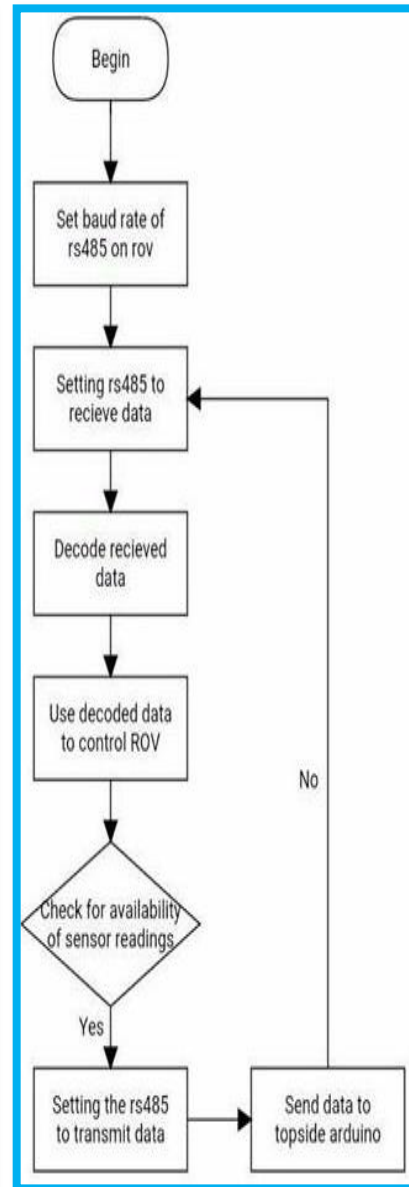 Begin
Set baud rate of
rs485 on rov
Setting rs485 to
recieve data
Decode recieved
data
Use decoded data
to control ROV
No
Check for availability
of sensor readings
Yes
Setting the rs485
to transmit data
Send data to
topside arduino